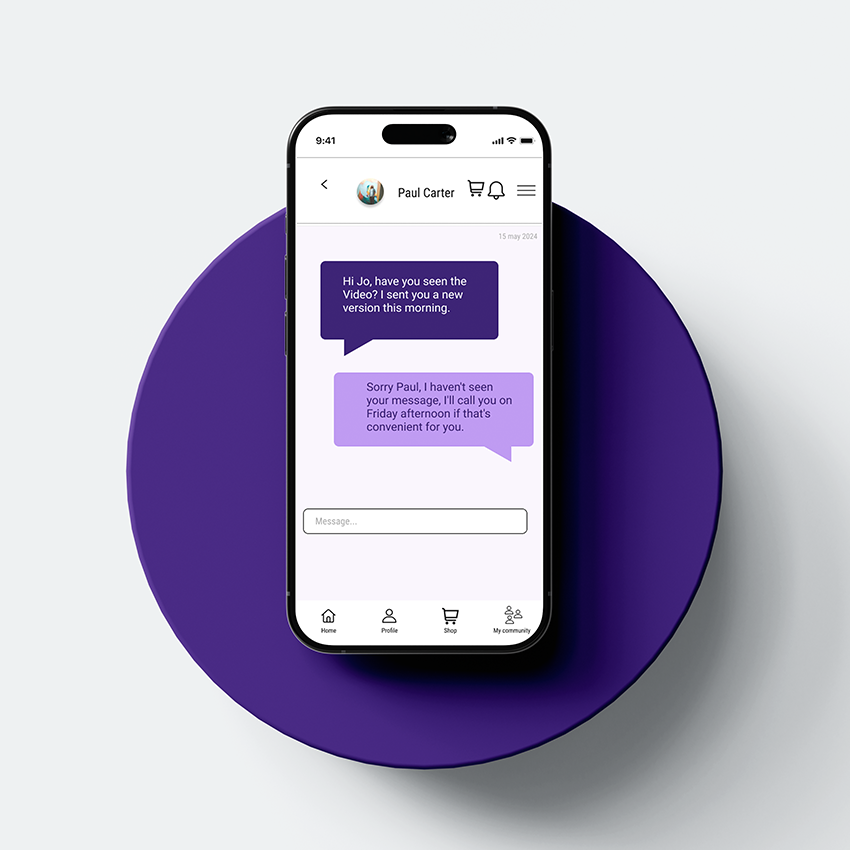 9:41
Paul Carter
15 may 2024
Hi Jo, have you seen the
Video? I sent you a new
version this morning.
Sorry Paul, I haven't seen
your message, I'll call you on
Friday afternoon if that's
convenient for you.
Message...
Home
Profile
Shop
My community